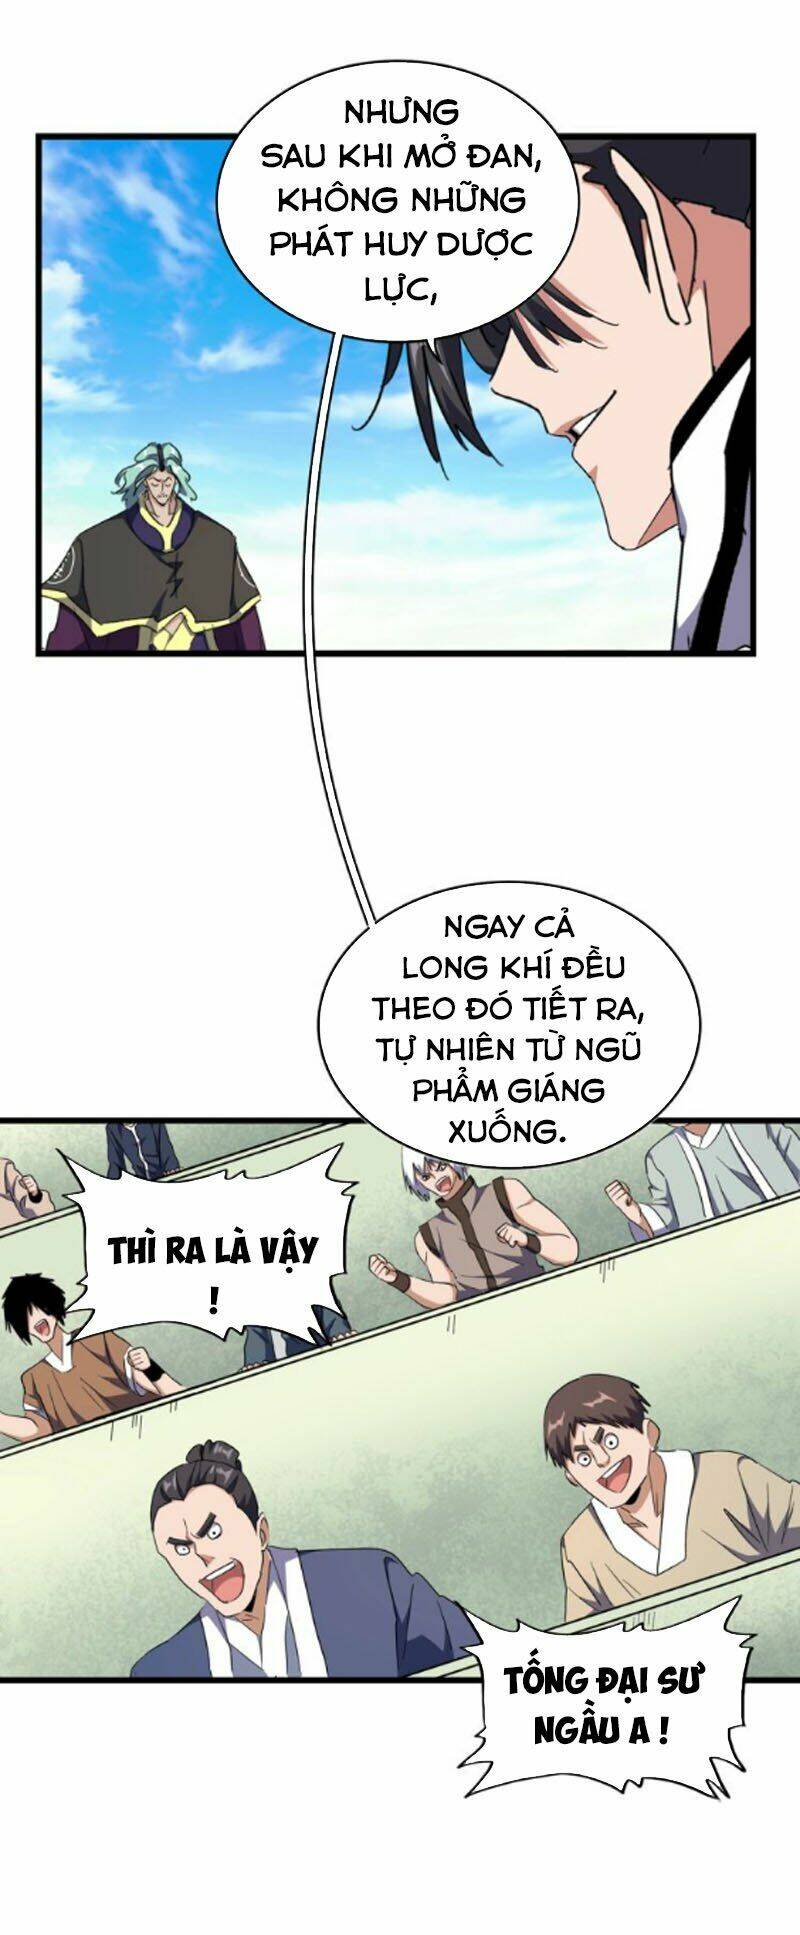 NHƯNG
SAU KHI MỞ ĐAN,
KHÔNG NHỮNG
PHÁT HUY DƯỢC
LỰC,
NGAY CẢ
LONG KHÍ ĐỀU
THEO ĐÓ TIẾT RA,
TỰ NHIÊN TỪ NGŨ
PHẨM GIÁNG
XUỐNG.
THÌ RA LÀ VẬY
!
TỐNG ĐẠI SƯ
NGẦU A !